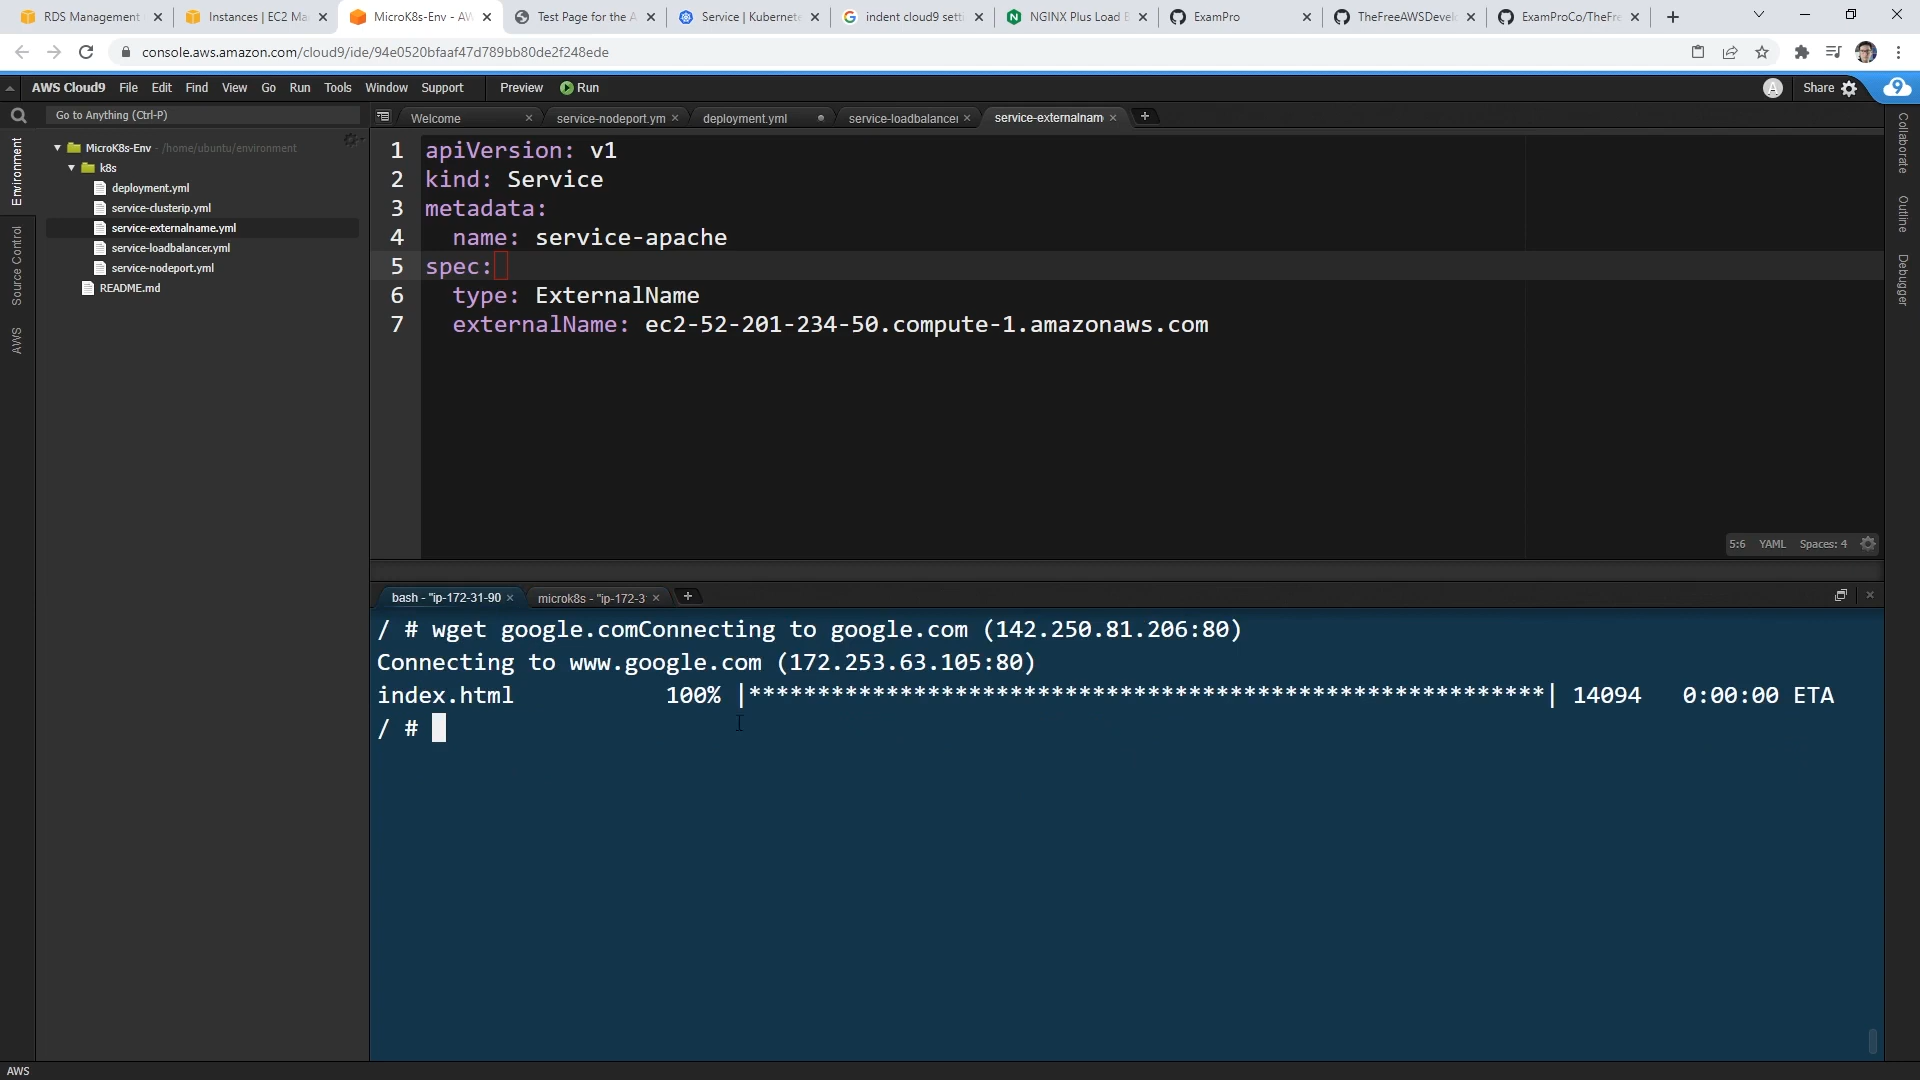 RDS Management
Instances | EC2 Ma
MicroK8s-Env - AW
Test Page for the A
Service | Kubernete
indent cloud9 setti
NGINX Plus Load B
ExamPro
TheFreeAWSDevelo
ExamProCo/TheFre
console.aws.amazon.com/cloud9/ide/94e0520bfaaf47d789bb80de2f248ede
AWS Cloud9 File Edit Find View Go Run Tools Window Support Preview Run
A Share 9
Go to Anything (Ctrl-P)
Welcome
service-nodeport.ym
deployment.yml
service-loadbalancer
service-externalnam
Environment
Source Control
AWS
MicroK8s-Env - /home/ubuntu/environment
k8s
deployment.yml
service-clusterip.yml
service-externalname.yml
service-loadbalancer.yml
service-nodeport.yml
README.md
1 apiVersion: v1
2 kind: Service
3 metadata:
4 name: service-apache
5 spec:
6 type: ExternalName
7 externalName: ec2-52-201-234-50.compute-1.amazonaws.com
Collaborate
Outline
Debugger
5:6 YAML Spaces: 4
bash - "ip-172-31-90
microk8s - "ip-172-3
/ # wget google.comConnecting to google.com (142.250.81.206:80)
Connecting to www.google.com (172.253.63.105:80)
index.html 100% |**********************************************************| 14094 0:00:00 ETA
/ #
AWS